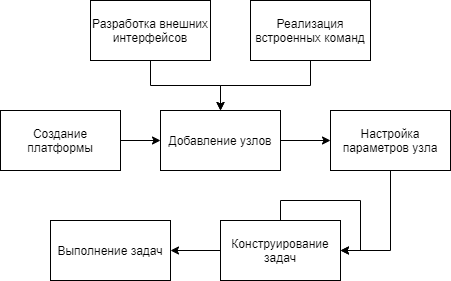 Разработка внешних
интерфейсов
Реализация
встроенных команд
Создание
платформы
Добавление узлов
Настройка
параметров узла
Выполнение задач
Конструирование
задач